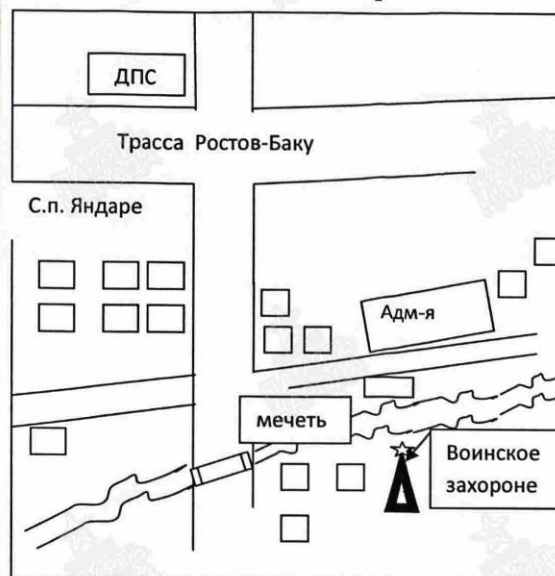 ДПС
Трасса Ростов-Баку
С.п. Яндаре
Адм-я
мечеть
Воинское
захороне